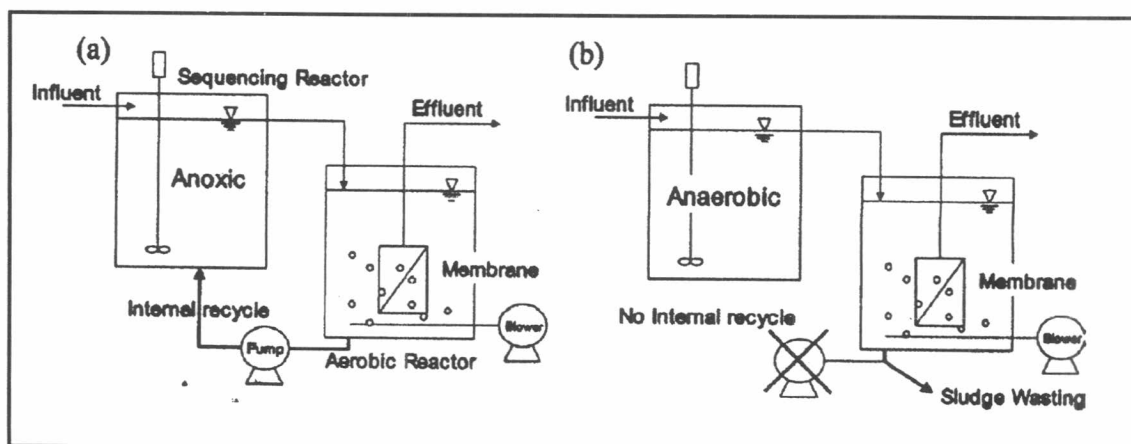 (a)
Sequencing Reactor
Influent
Effluent
Anoxic
Membrane
Internal recycle
Pump
Blower
Aerobic Reactor
(b)
Influent
Effluent
Anaerobic
Membrane
No Internal recycle
Blower
Sludge Wasting